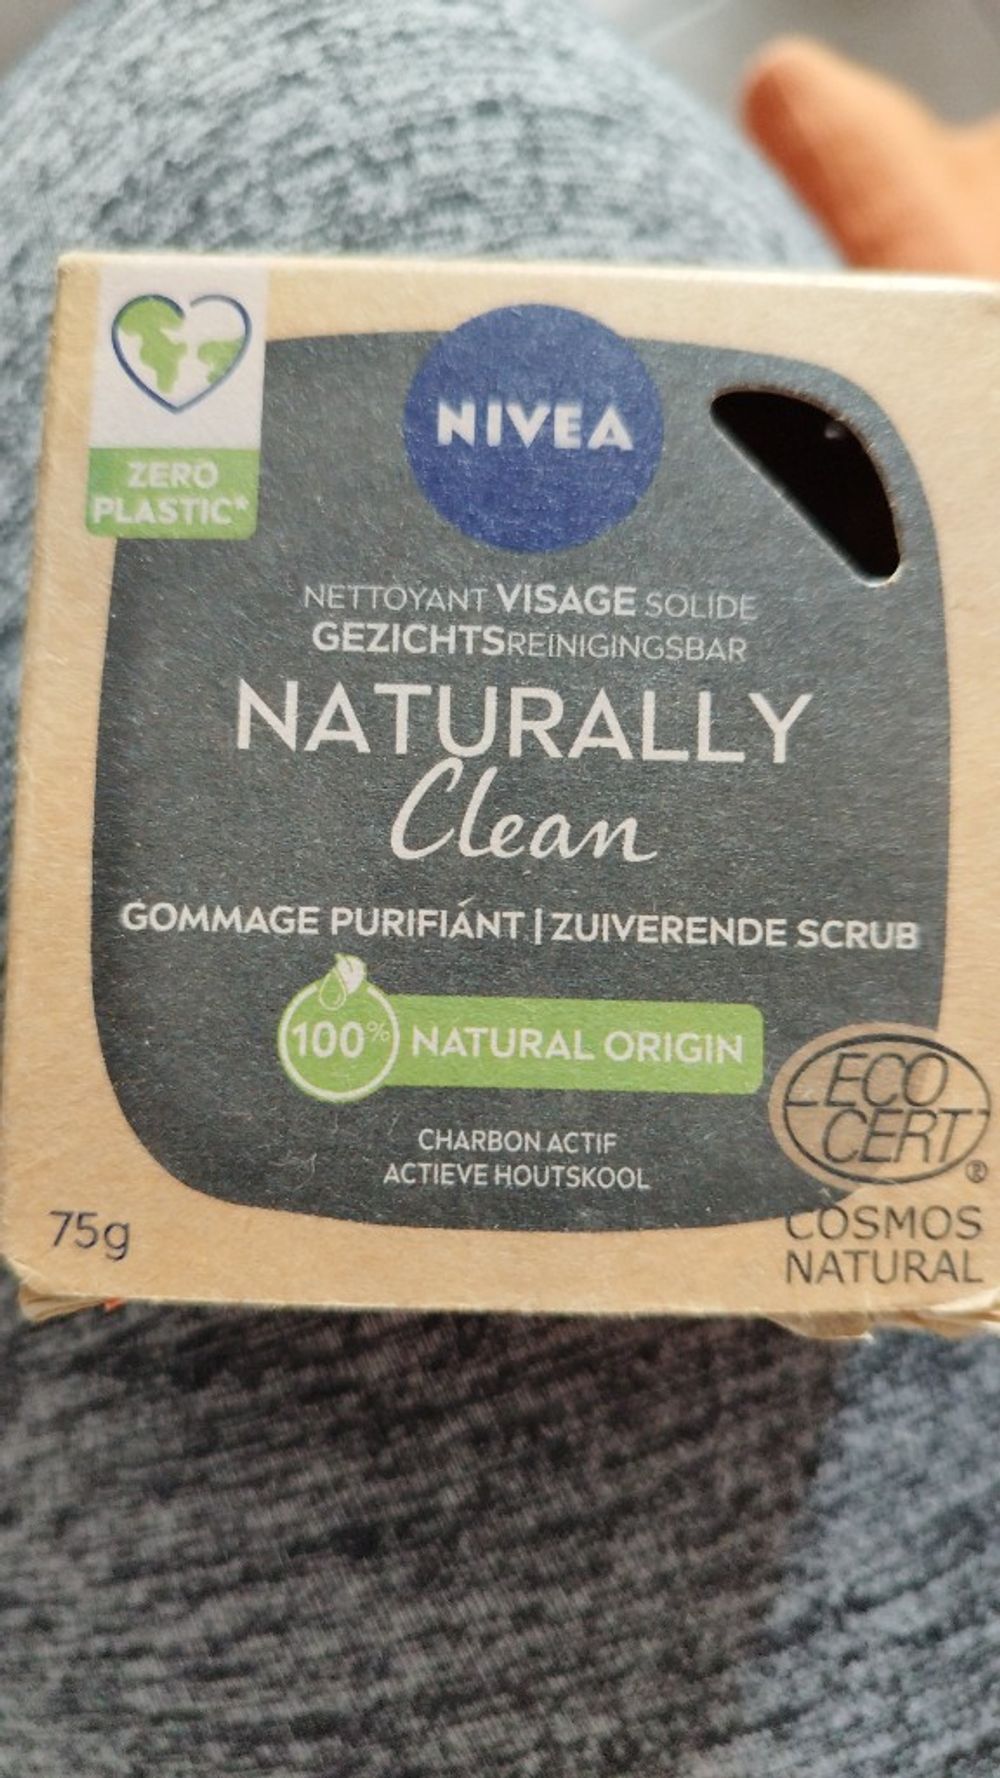 ZERO
PLASTIC*
NIVEA
NETTOYANT VISAGE SOLIDE
GEZICHTSREINIGINGSBAR
NATURALLY
Clean
GOMMAGE PURIFIANT | ZUIVERENDE SCRUB
100% NATURAL ORIGIN
CHARBON ACTIF
ACTIEVE HOUTSKOOL
75g
ECO
CERT®
COSMOS
NATURAL